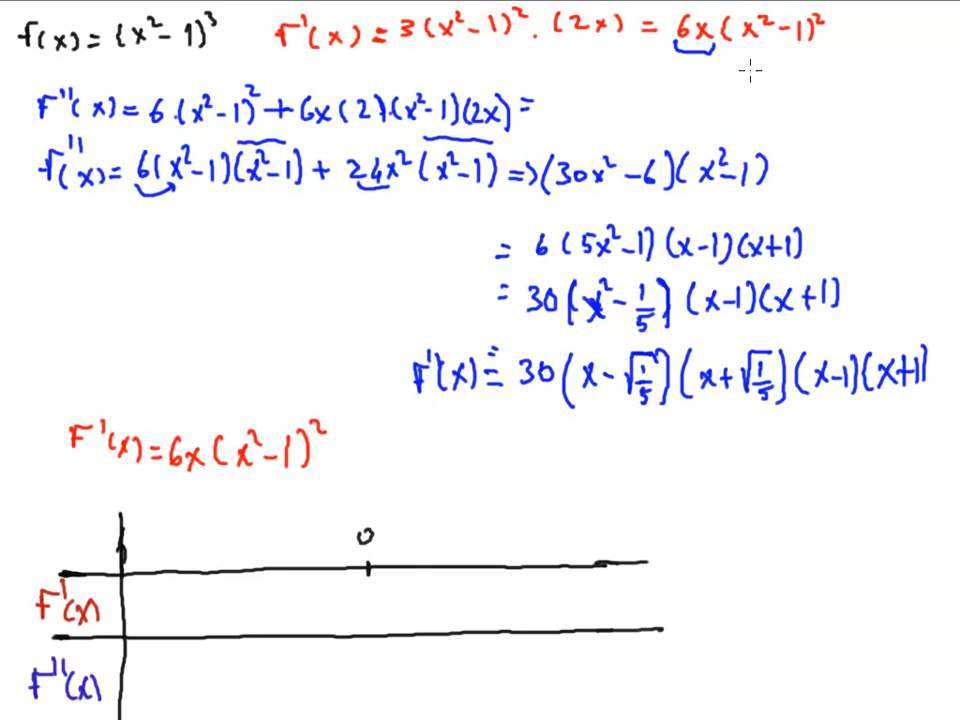 f(x) = (x² - 1)³ F'(x) = 3(x² - 1)² . (2x) = 6x(x² - 1)²
F''(x) = 6.(x² - 1)² + 6x(2)(x² - 1)(2x) =
F''(x) = 6(x² - 1)(x² - 1) + 24x²(x² - 1) => (30x² - 6)(x² - 1)
= 6(5x² - 1)(x - 1)(x + 1)
= 30(x² - 1/5)(x - 1)(x + 1)
F''(x) = 30(x - √1/5)(x + √1/5)(x - 1)(x + 1)
F'(x) = 6x(x² - 1)²
0
F'(x)
F''(x)